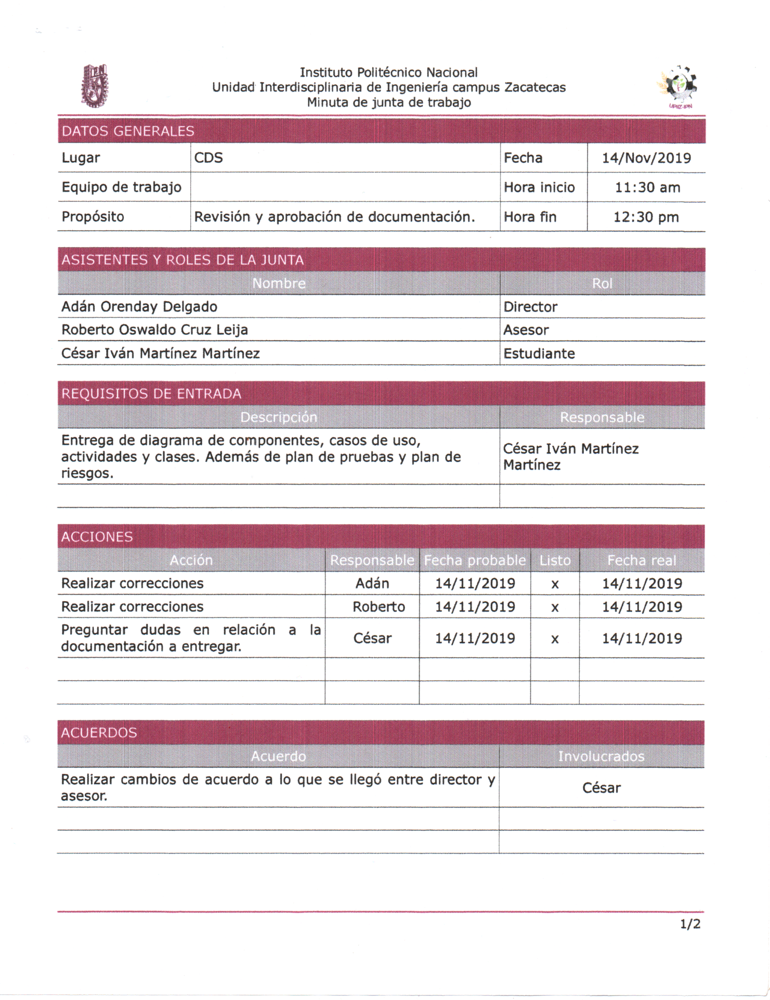 IPN
Instituto Politécnico Nacional
Unidad Interdisciplinaria de Ingeniería campus Zacatecas
Minuta de junta de trabajo
UPIIZ-IPN
DATOS GENERALES
Lugar CDS Fecha 14/Nov/2019
Equipo de trabajo Hora inicio 11:30 am
Propósito Revisión y aprobación de documentación. Hora fin 12:30 pm
ASISTENTES Y ROLES DE LA JUNTA
Nombre Rol
Adán Orenday Delgado Director
Roberto Oswaldo Cruz Leija Asesor
César Iván Martínez Martínez Estudiante
REQUISITOS DE ENTRADA
Descripción Responsable
Entrega de diagrama de componentes, casos de uso,
actividades y clases. Además de plan de pruebas y plan de
riesgos.
César Iván Martínez
Martínez
ACCIONES
Acción Responsable Fecha probable Listo Fecha real
Realizar correcciones Adán 14/11/2019 x 14/11/2019
Realizar correcciones Roberto 14/11/2019 x 14/11/2019
Preguntar dudas en relación a la
documentación a entregar.
César 14/11/2019 x 14/11/2019
ACUERDOS
Acuerdo Involucrados
Realizar cambios de acuerdo a lo que se llegó entre director y
asesor.
César
1/2